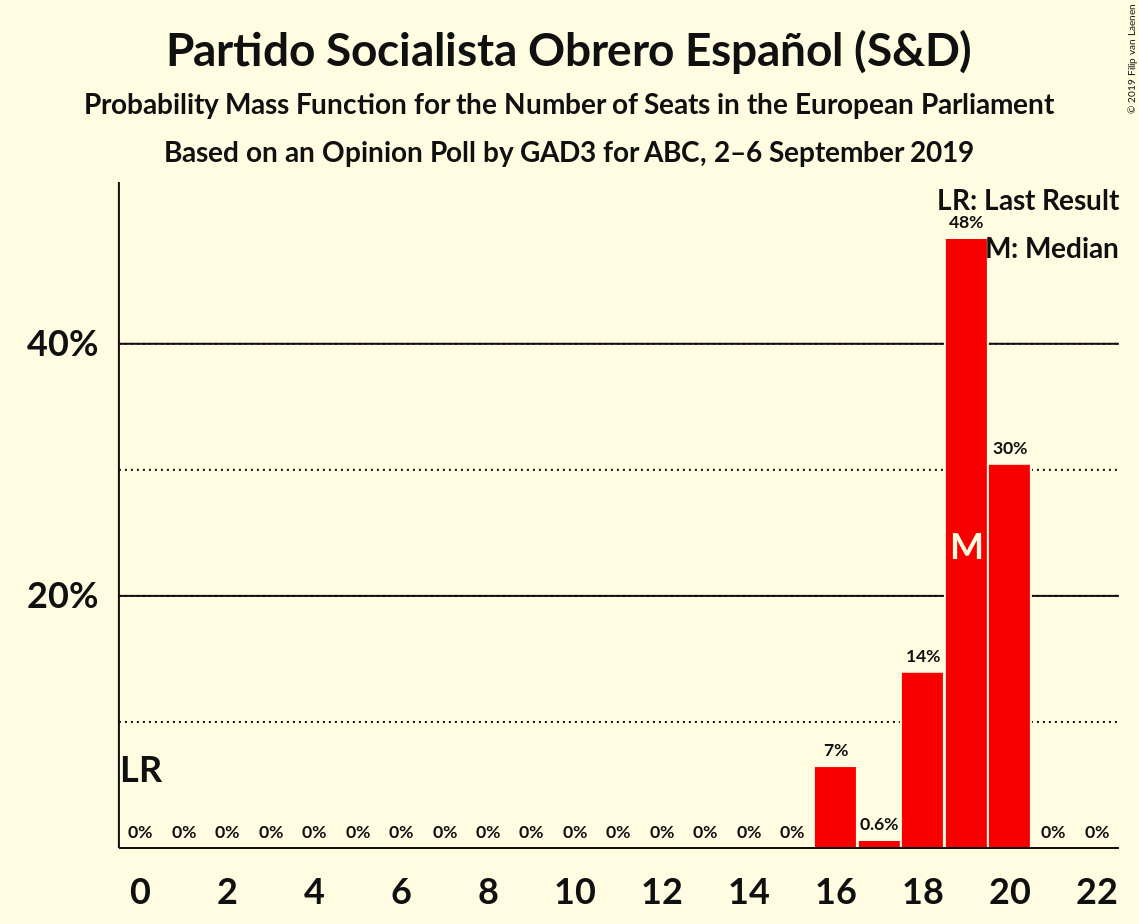 Partido Socialista Obrero Español (S&D)
Probability Mass Function for the Number of Seats in the European Parliament
Based on an Opinion Poll by GAD3 for ABC, 2–6 September 2019
© 2019 Filip van Laenen
LR: Last Result
M: Median
48%
40%
30%
M
20%
14%
7%
LR
0.6%
0% 0% 0% 0% 0% 0% 0% 0% 0% 0% 0% 0% 0% 0% 0% 0% 0% 0%
0 2 4 6 8 10 12 14 16 18 20 22